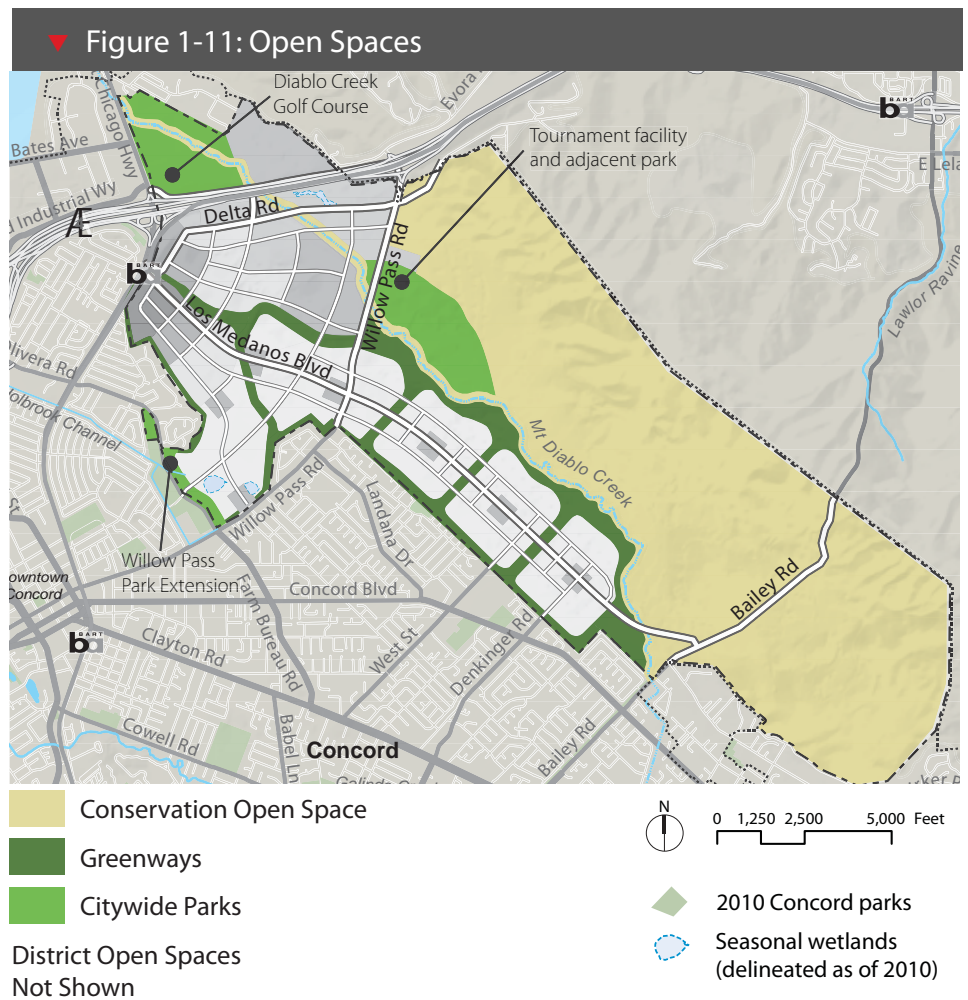 Figure 1-11: Open Spaces
Diablo Creek
Golf Course
Evora
Chicago Hwy
BART
Bates Ave
Tournament facility
and adjacent park
E Lela
d Industrial Wy
Æ
Delta Rd
BART
Willow Pass Rd
Lawlor Ravine
Los Medanos Blvd
Olivera Rd
Holbrook Channel
Mt Diablo Creek
Willow Pass Rd
Landana Dr
St
Willow Pass
Park Extension
Bailey Rd
owntown
Concord
Concord Blvd
Farm Bureau Rd
BART
West St
Denkinger Rd
Clayton Rd
Cowell Rd
Babel Ln
Concord
Bailey Rd
Conservation Open Space
Greenways
Citywide Parks
District Open Spaces
Not Shown
N
0 1,250 2,500 5,000 Feet
2010 Concord parks
Seasonal wetlands
(delineated as of 2010)